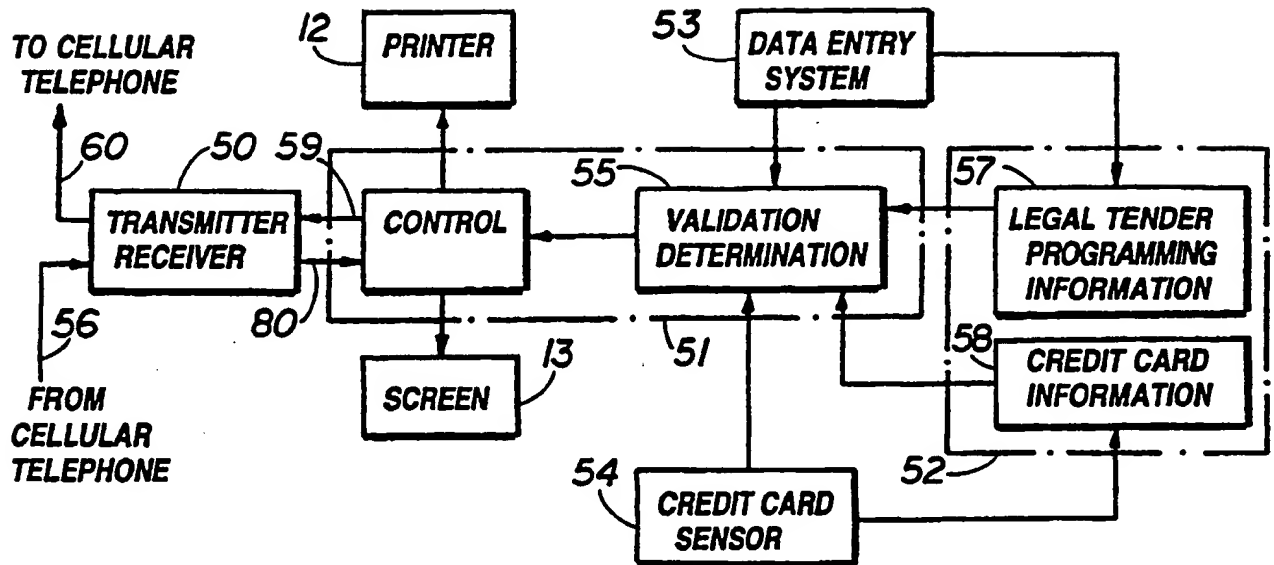 TO CELLULAR
TELEPHONE
12
PRINTER
53
DATA ENTRY
SYSTEM
60
50
59
55
57
TRANSMITTER
RECEIVER
CONTROL
VALIDATION
DETERMINATION
LEGAL TENDER
PROGRAMMING
INFORMATION
56
80
51
58
CREDIT CARD
INFORMATION
FROM
CELLULAR
TELEPHONE
SCREEN
13
54
CREDIT CARD
SENSOR
52